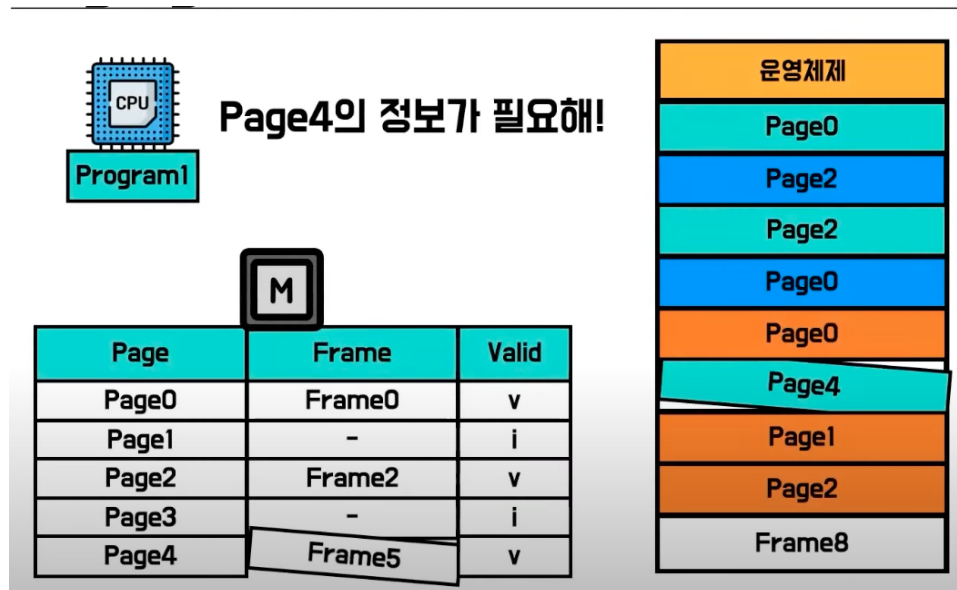 CPU
Program1
Page4의 정보가 필요해!
M
Page Frame Valid
Page0 Frame0 v
Page1 - i
Page2 Frame2 v
Page3 - i
Page4 Frame5 v
운영체제
Page0
Page2
Page2
Page0
Page0
Page4
Page1
Page2
Frame8